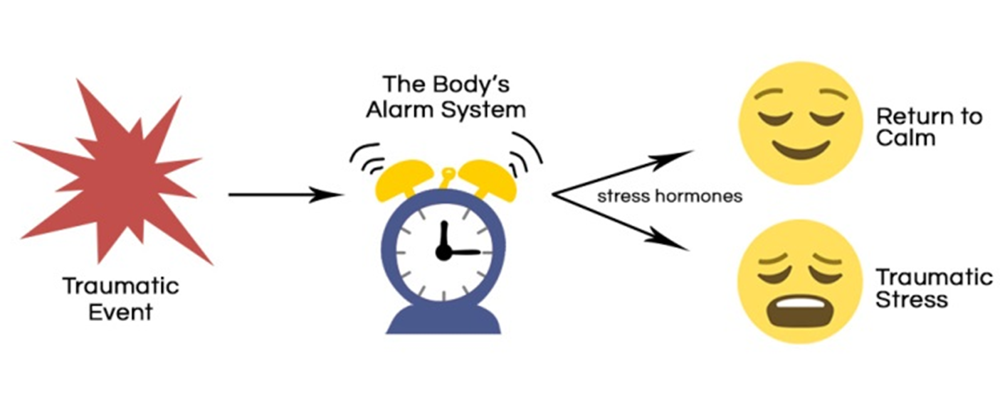 Traumatic
Event
The Body's
Alarm System
stress hormones
Return to
Calm
Traumatic
Stress